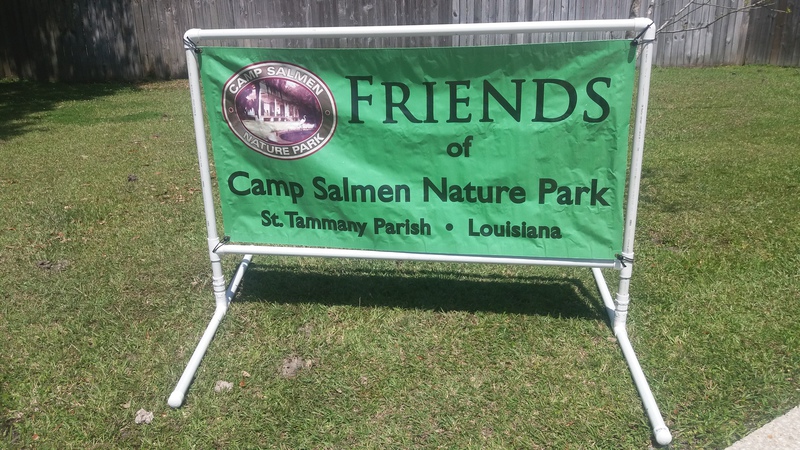 CAMP SALMEN
NATURE PARK
FRIENDS
of
Camp Salmen Nature Park
St. Tammany Parish • Louisiana